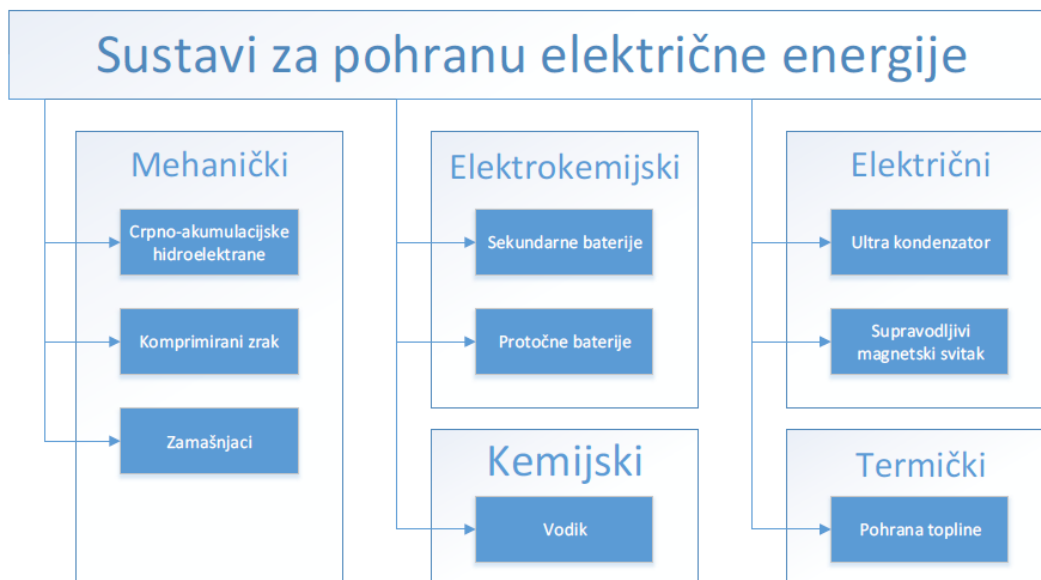 Sustavi za pohranu električne energije
Mehanički
Crpno-akumulacijske
hidroelektrane
Komprimirani zrak
Zamašnjaci
Elektrokemijski
Sekundarne baterije
Protočne baterije
Kemijski
Vodik
Električni
Ultra kondenzator
Supravodljivi
magnetski svitak
Termički
Pohrana topline